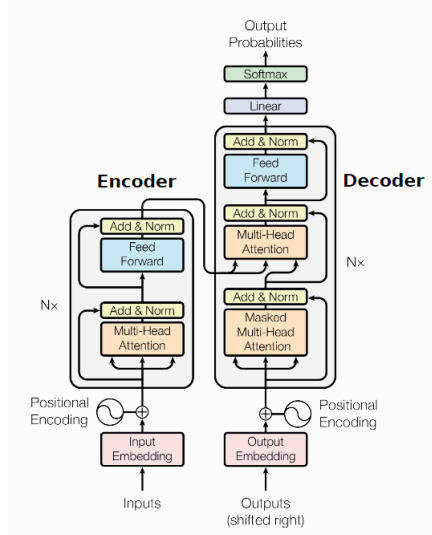 Output
Probabilities
Softmax
Linear
Add & Norm
Feed
Forward
Add & Norm
Multi-Head
Attention
Add & Norm
Masked
Multi-Head
Attention
Decoder
Nx
Encoder
Add & Norm
Feed
Forward
Add & Norm
Multi-Head
Attention
Nx
Positional
Encoding
Input
Embedding
Inputs
Positional
Encoding
Output
Embedding
Outputs
(shifted right)